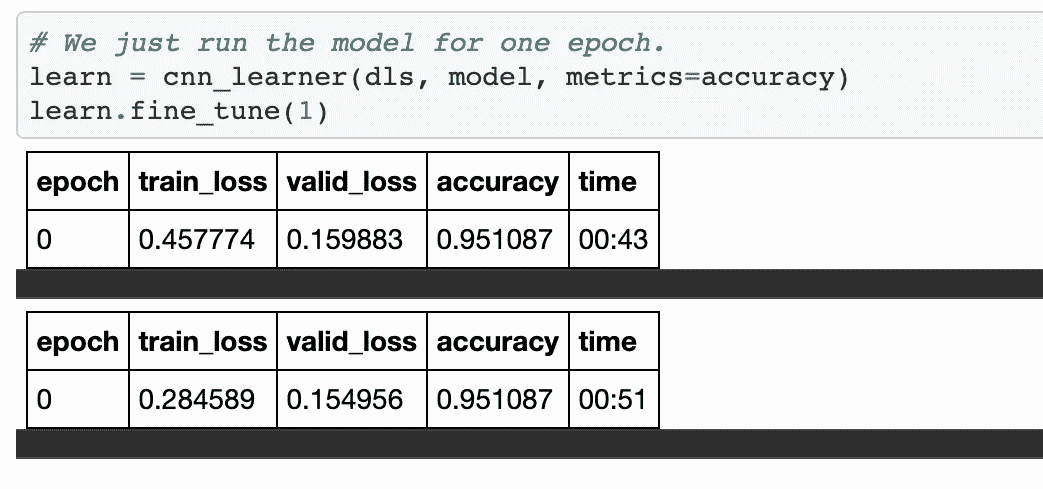 # We just run the model for one epoch.
learn = cnn_learner(dls, model, metrics=accuracy)
learn.fine_tune(1)
epoch train_loss valid_loss accuracy time
0 0.457774 0.159883 0.951087 00:43
epoch train_loss valid_loss accuracy time
0 0.284589 0.154956 0.951087 00:51